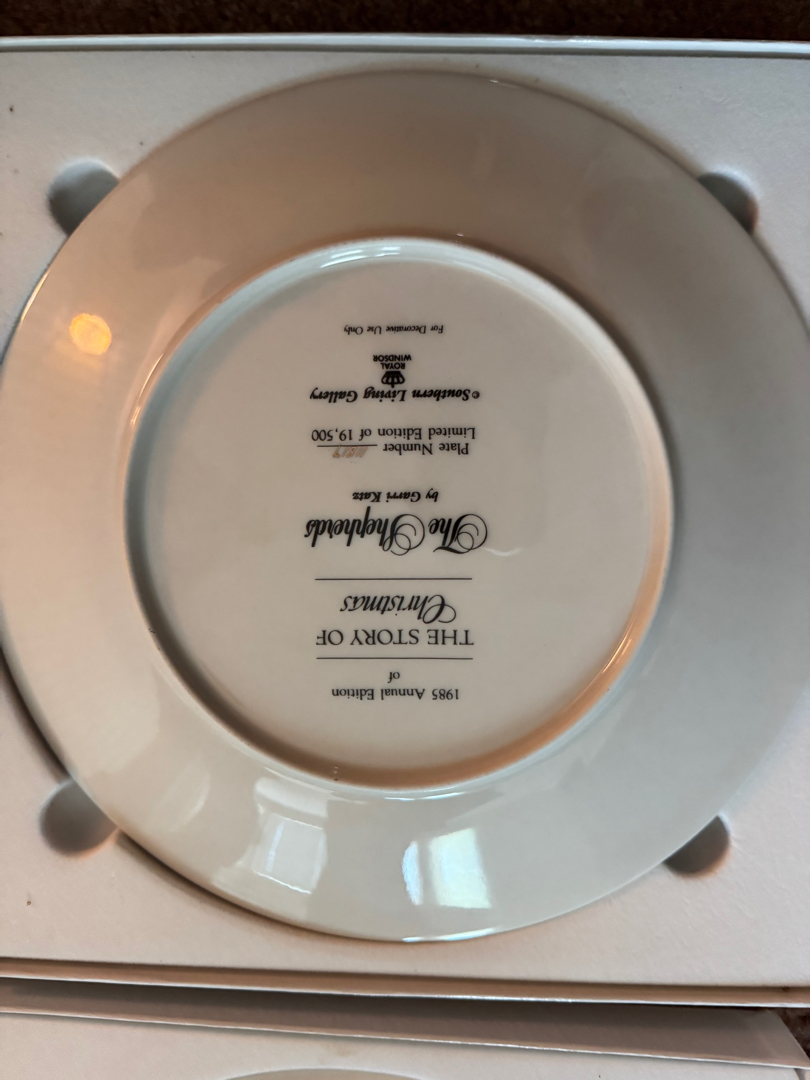 1985 Annual Edition
of
THE STORY OF
Christmas
The Shepherds
by Garri Katz
Plate Number
Limited Edition of 19,500
©Southern Living Gallery
ROYAL
WINDSOR
For Decorative Use Only